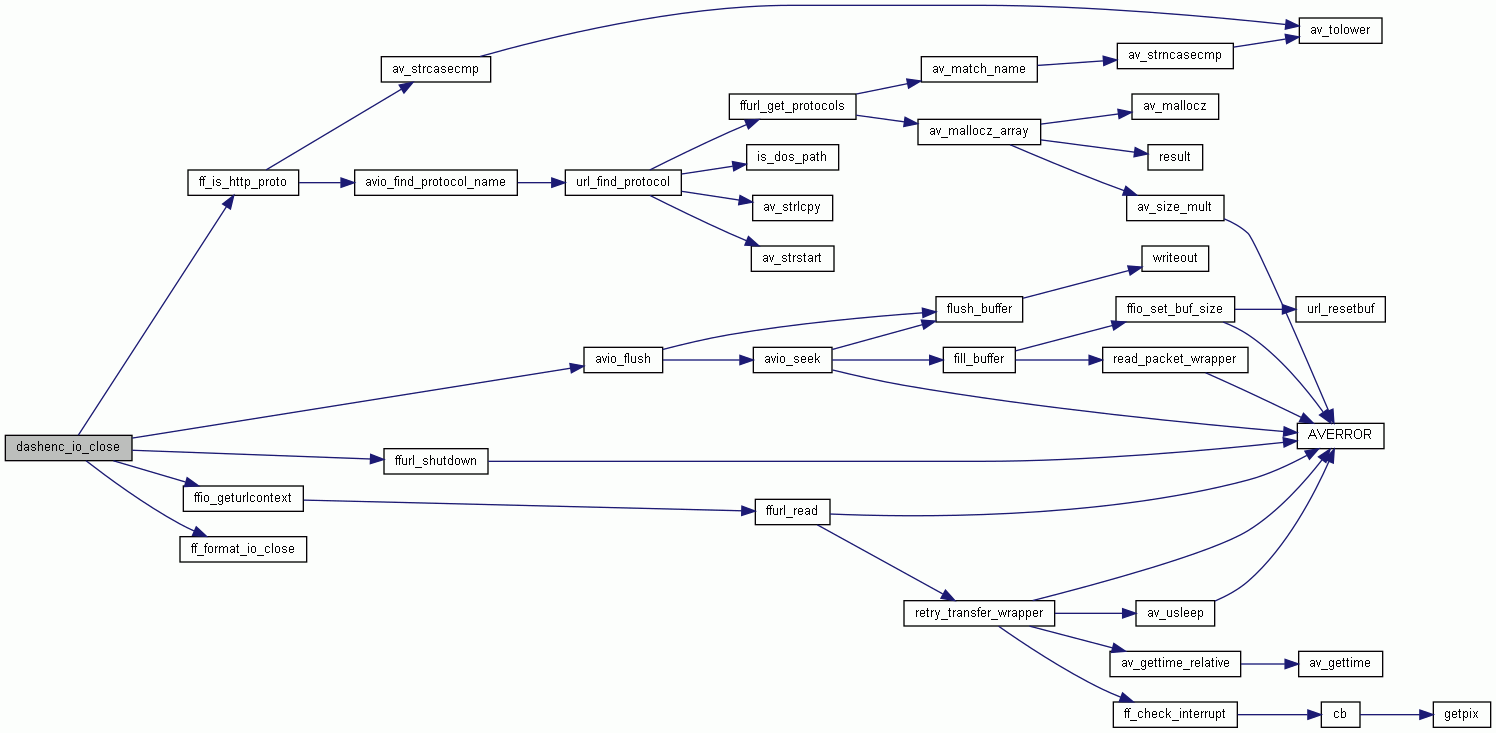 av_tolower
av_strncasecmp
av_strcasecmp
av_match_name
ffurl_get_protocols
av_mallocz
av_mallocz_array
is_dos_path
result
ff_is_http_proto
avio_find_protocol_name
url_find_protocol
av_strlcpy
av_size_mult
av_strstart
writeout
flush_buffer
ffio_set_buf_size
url_resetbuf
avio_flush
avio_seek
fill_buffer
read_packet_wrapper
AVERROR
dashenc_io_close
ffurl_shutdown
ffio_geturlcontext
ffurl_read
ff_format_io_close
retry_transfer_wrapper
av_usleep
av_gettime_relative
av_gettime
ff_check_interrupt
cb
getpix